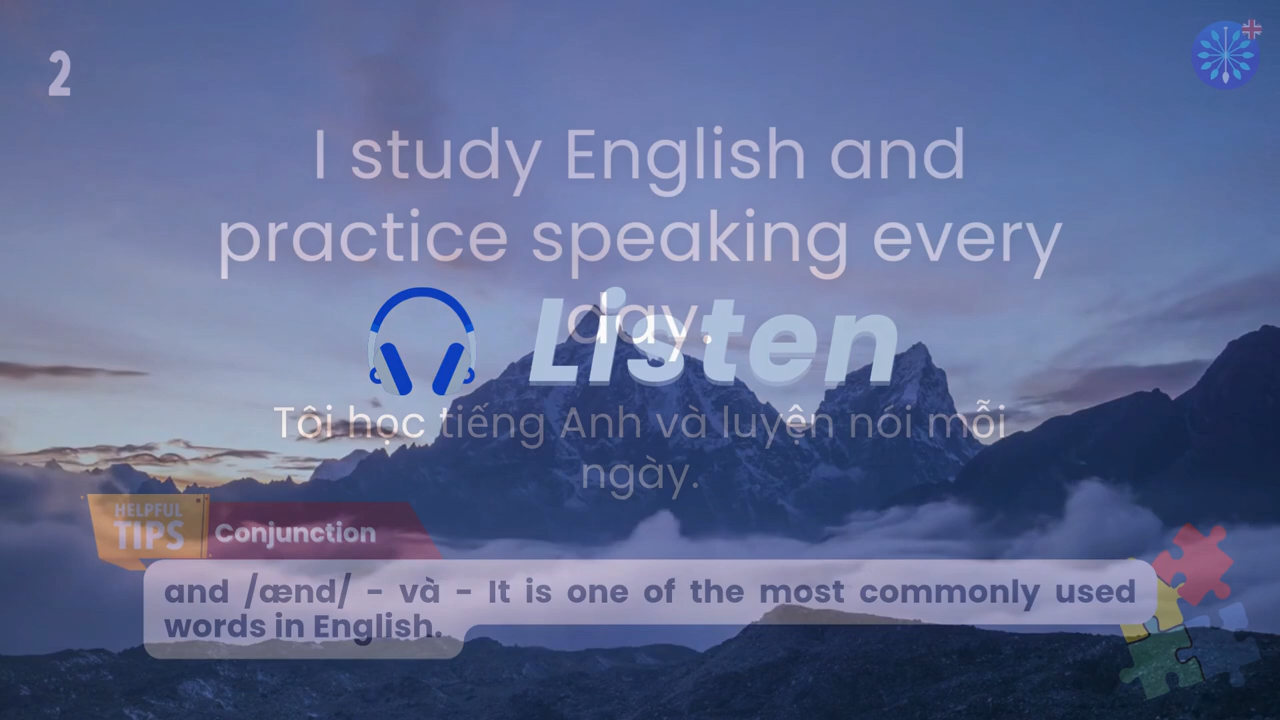 2
I study English and
practice speaking every
day.
Listen
Tôi học tiếng Anh và luyện nói mỗi
ngày.
HELPFUL
TIPS
Conjunction
and /ænd/ - và - It is one of the most commonly used
words in English.